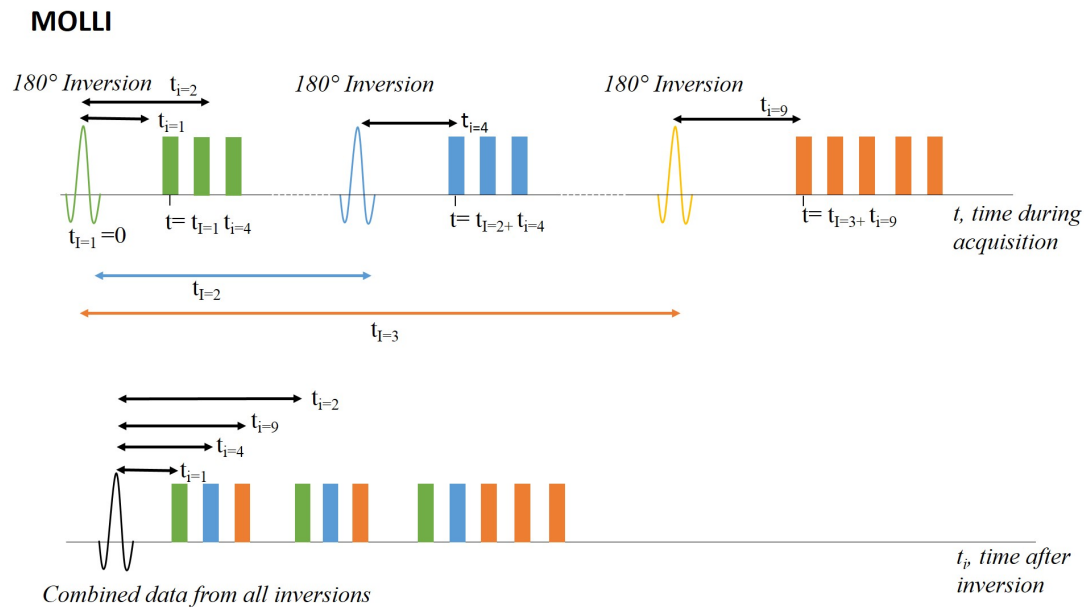 MOLLI
180° Inversion 180° Inversion 180° Inversion
t_{i=2}
t_{i=1} t_{i=4} t_{i=9}
t= t_{I=1} t_{i=4} t= t_{I=2+} t_{i=4} t= t_{I=3+} t_{i=9} t, time during
t_{I=1} =0 acquisition
t_{I=2}
t_{I=3}
t_{i=2}
t_{i=9}
t_{i=4}
t_{i=1}
t_{i}, time after
inversion
Combined data from all inversions